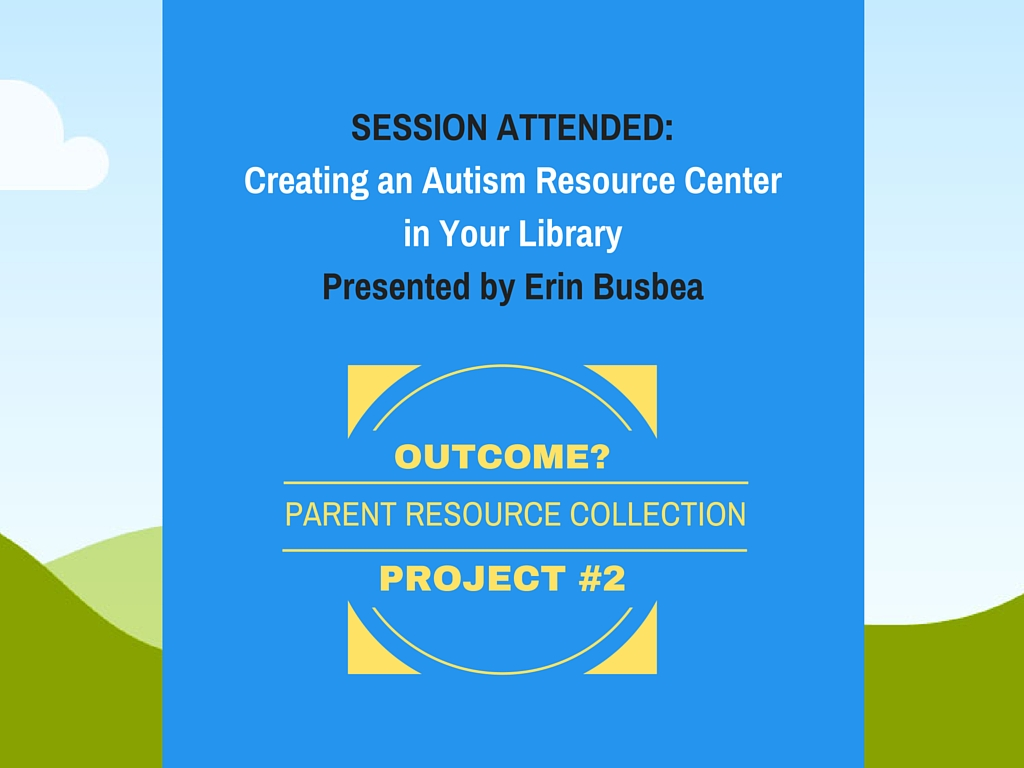 SESSION ATTENDED:
Creating an Autism Resource Center
in Your Library
Presented by Erin Busbea
OUTCOME?
PARENT RESOURCE COLLECTION
PROJECT #2